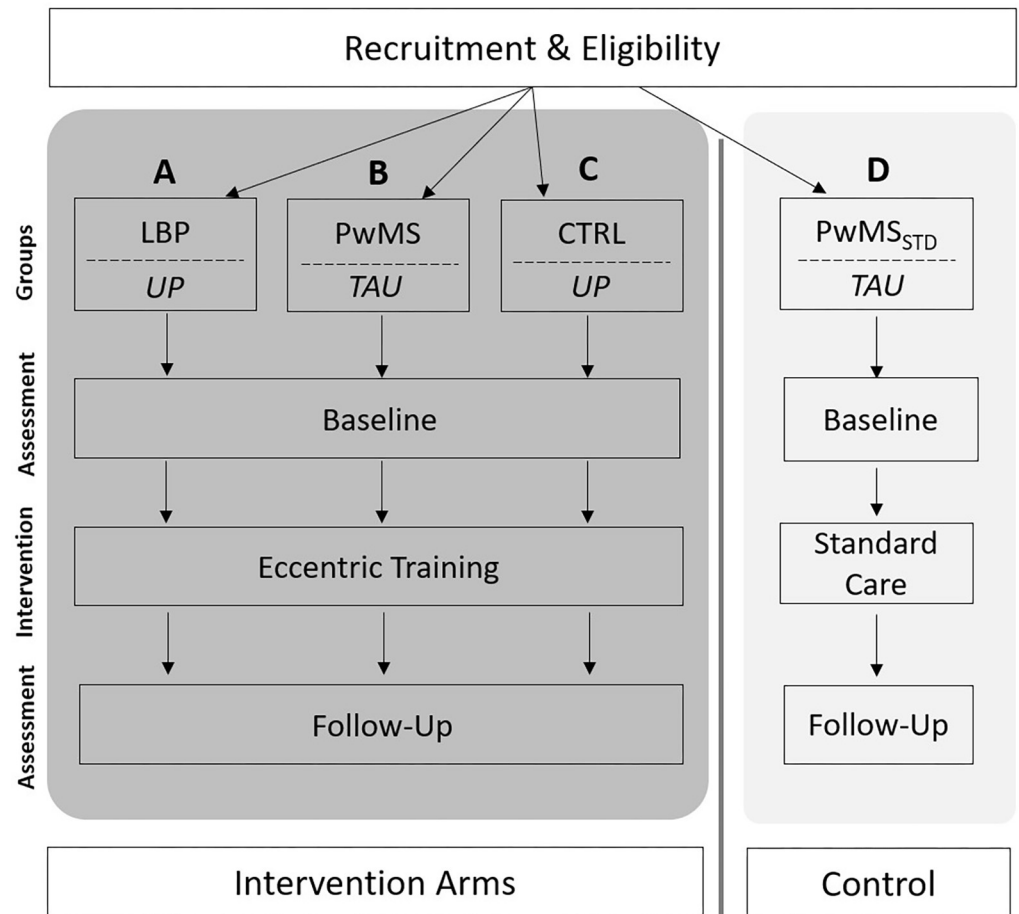 Recruitment & Eligibility
A
B
C
D
Groups
LBP
UP
PwMS
TAU
CTRL
UP
PwMSSTD
TAU
Assessment
Baseline
Baseline
Intervention
Eccentric Training
Standard
Care
Assessment
Follow-Up
Follow-Up
Intervention Arms
Control